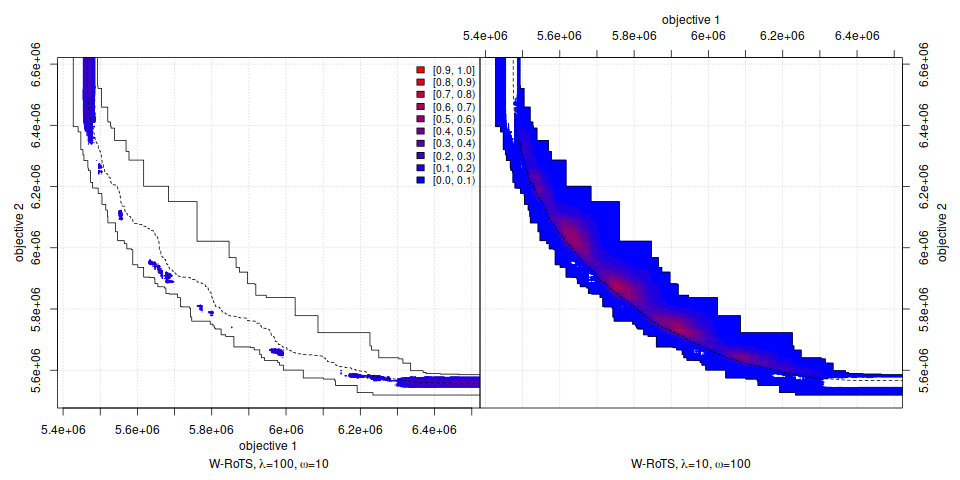 objective 1
5.4e+06 5.6e+06 5.8e+06 6e+06 6.2e+06 6.4e+06
6.6e+06
6.4e+06
6.2e+06
6e+06
5.8e+06
5.6e+06
objective 2
[0.9, 1.0]
[0.8, 0.9)
[0.7, 0.8)
[0.6, 0.7)
[0.5, 0.6)
[0.4, 0.5)
[0.3, 0.4)
[0.2, 0.3)
[0.1, 0.2)
[0.0, 0.1)
6.6e+06
6.4e+06
6.2e+06
6e+06
5.8e+06
5.6e+06
objective 2
5.4e+06 5.6e+06 5.8e+06 6e+06 6.2e+06 6.4e+06
objective 1
W-RoTS, λ=100, ω=10
W-RoTS, λ=10, ω=100